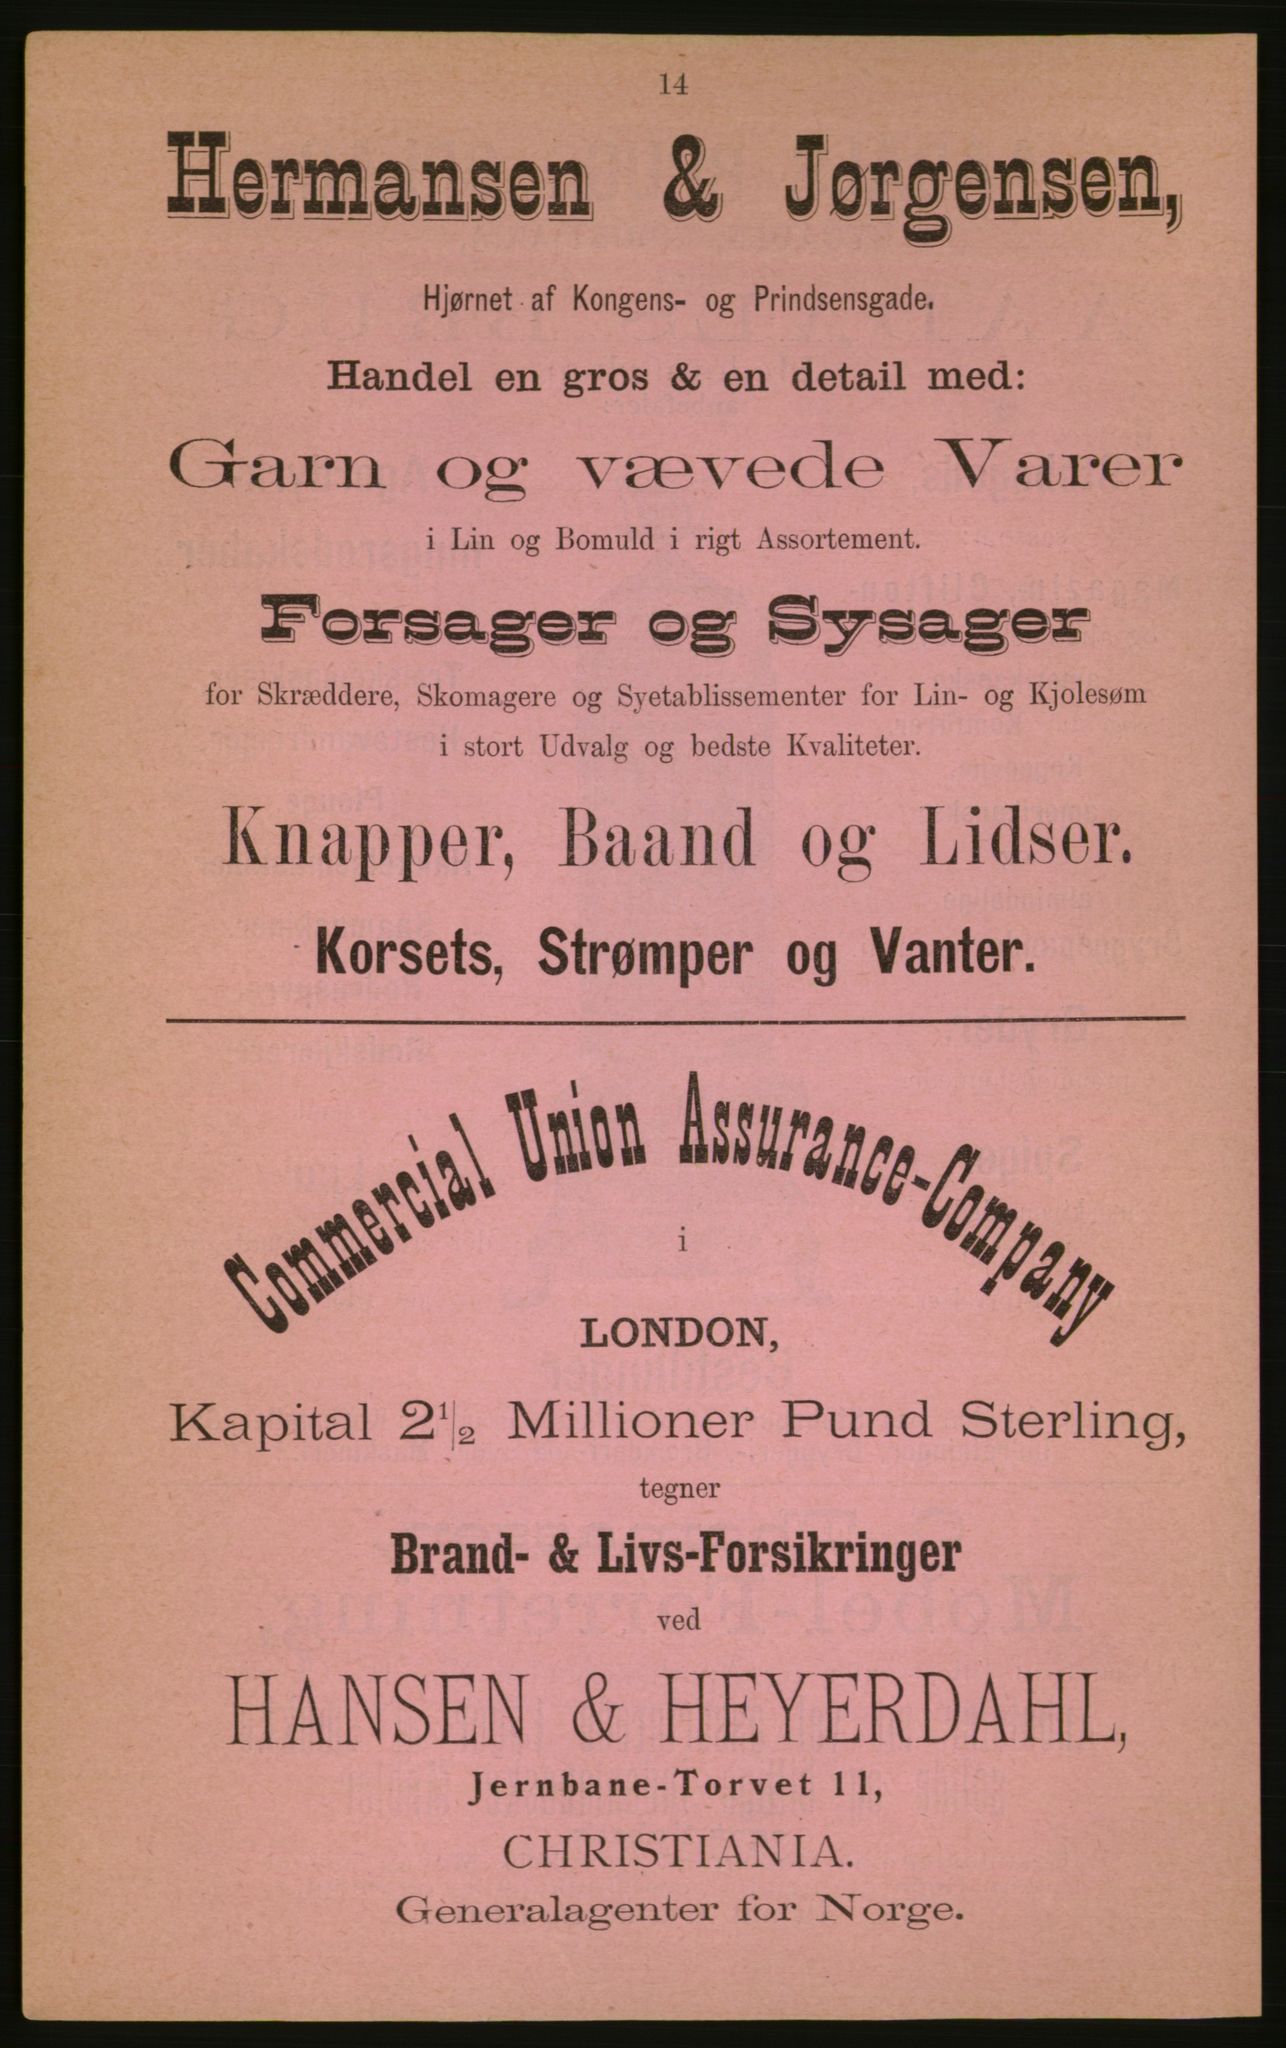 14
Hermansen & Jørgensen,
Hjørnet af Kongens- og Prindsensgade.
Handel en gros & en detail med:
Garn og vævede Varer
i Lin og Bomuld i rigt Assortement.
Forsager og Sysager
for Skræddere, Skomagere og Syetablissementer for Lin- og Kjolesøm
i stort Udvalg og bedste Kvaliteter.
Knapper, Baand og Lidser.
Korsets, Strømper og Vanter.
Commercial Union Assurance-Company
i
LONDON,
Kapital 2 1/2 Millioner Pund Sterling,
tegner
Brand- & Livs-Forsikringer
ved
HANSEN & HEYERDAHL,
Jernbane-Torvet 11,
CHRISTIANIA.
Generalagenter for Norge.